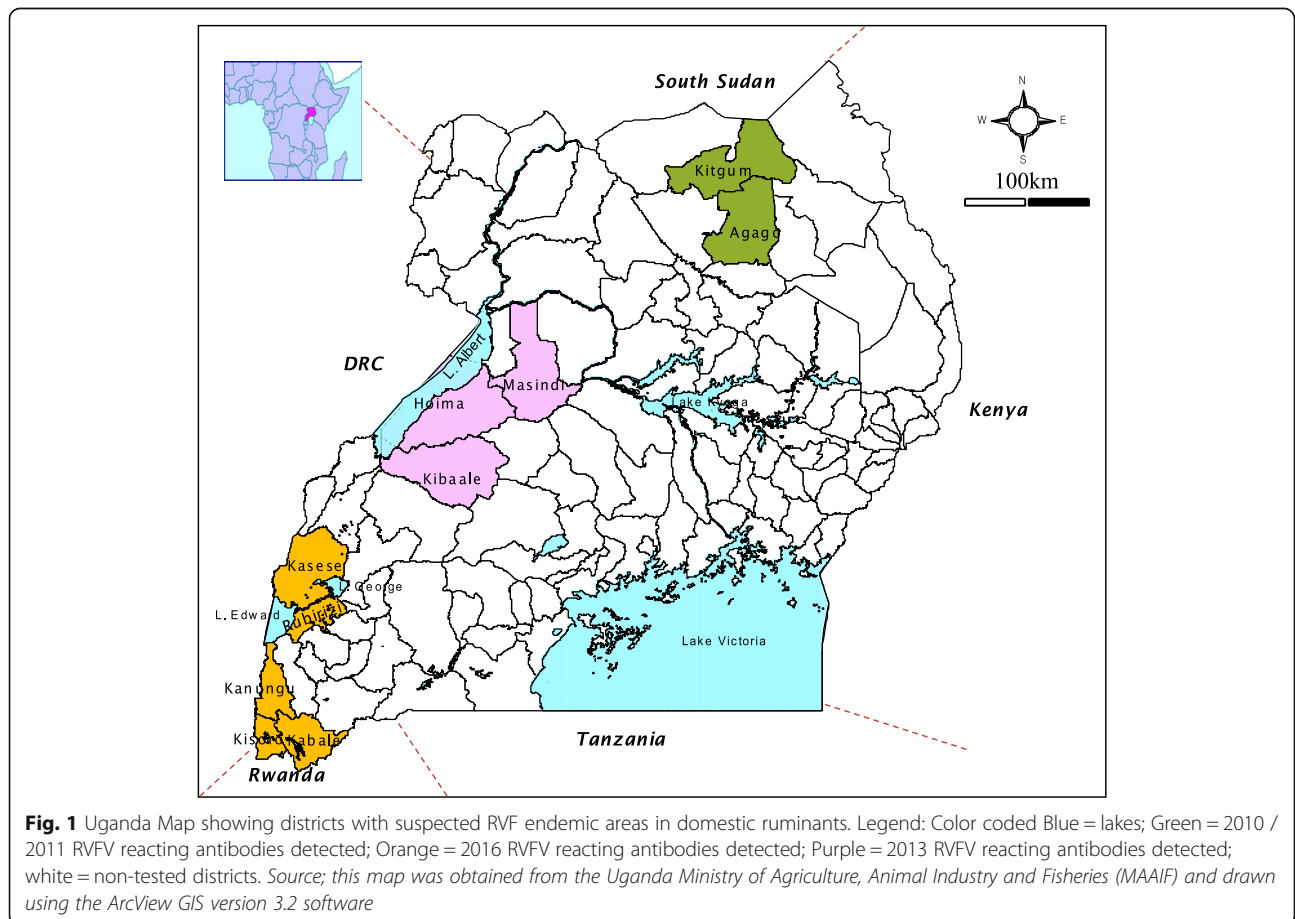 South Sudan
N
W E
S
100km
Kitgum
Agago
DRC
L. Albert
Masindi
Hoima
Lake Kyoga
Kenya
Kibaale
Kasese
L. George
L. Edward
Rubirizi
Lake Victoria
Kanungu
Kisoro
Kabale
Tanzania
Rwanda
Fig. 1 Uganda Map showing districts with suspected RVF endemic areas in domestic ruminants. Legend: Color coded Blue = lakes; Green = 2010 /
2011 RVFV reacting antibodies detected; Orange = 2016 RVFV reacting antibodies detected; Purple = 2013 RVFV reacting antibodies detected;
white = non-tested districts. Source; this map was obtained from the Uganda Ministry of Agriculture, Animal Industry and Fisheries (MAAIF) and drawn
using the ArcView GIS version 3.2 software